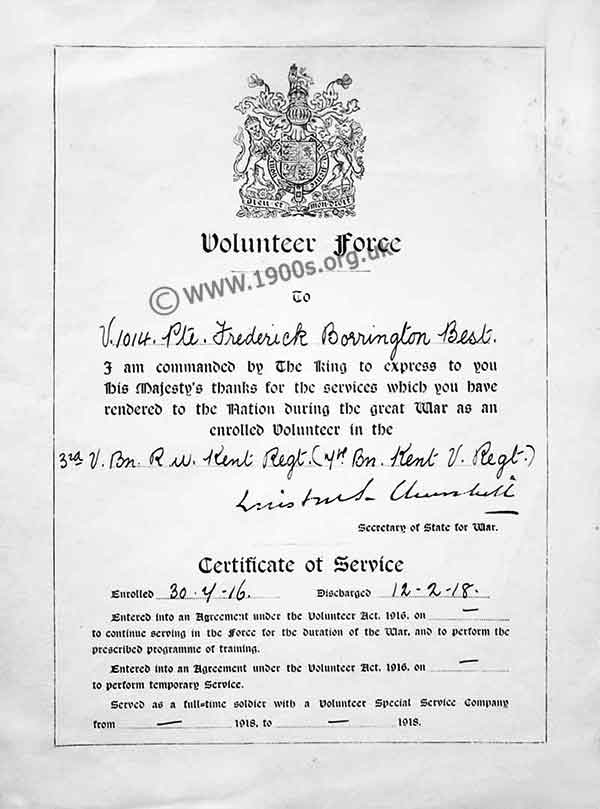 DIEU ET MON DROIT
Volunteer Force
© www.1900s.org.uk
To
V.1014. Pte. Frederick Borrington Best.
I am commanded by The King to express to you
His Majesty's thanks for the services which you have
rendered to the Nation during the great War as an
enrolled Volunteer in the
3rd V. Bn. R W. Kent Regt. (7th Bn. Kent V. Regt.)
Winston S. Churchill
Secretary of State for War.
Certificate of Service
Enrolled 30-7-16. Discharged 12-2-18.
Entered into an Agreement under the Volunteer Act, 1916, on —
to continue serving in the Force for the duration of the War, and to perform the
prescribed programme of training.
Entered into an Agreement under the Volunteer Act, 1916, on —
to perform temporary Service.
Served as a full-time soldier with a Volunteer Special Service Company
from — 1918, to — 1918.